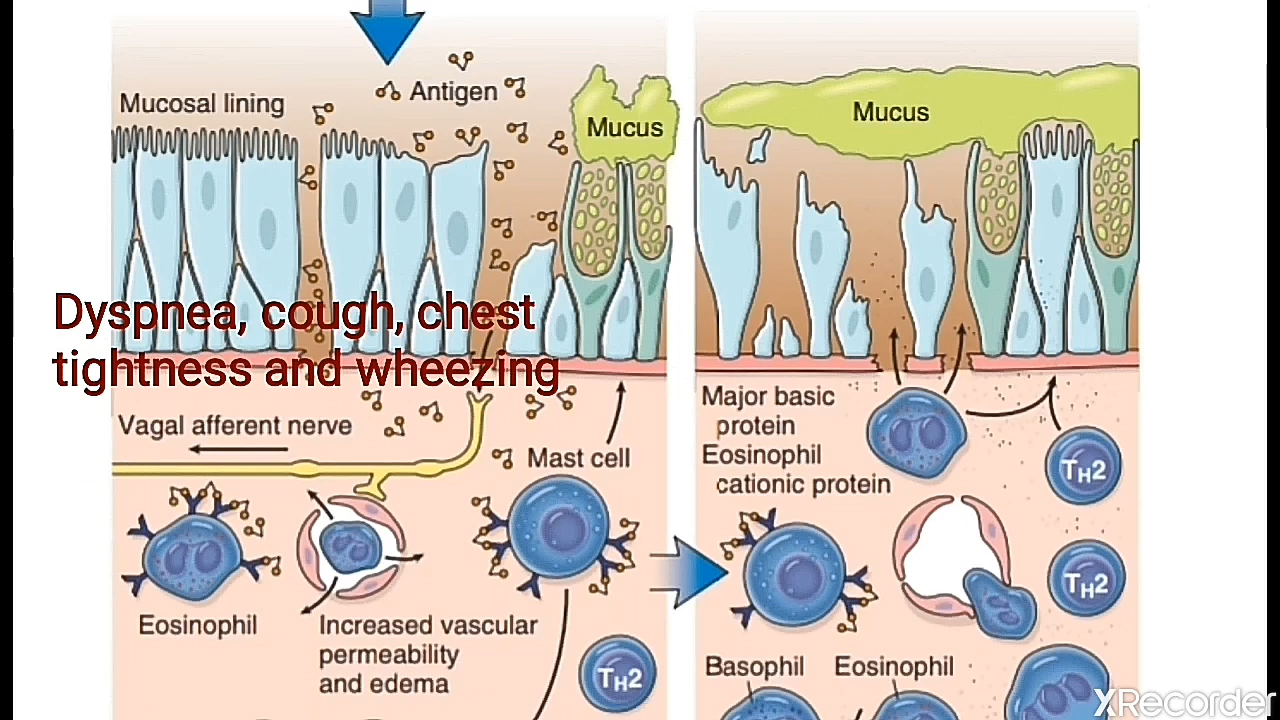 Mucosal lining
Antigen
Mucus
Mucus
Dyspnea, cough, chest
tightness and wheezing
Vagal afferent nerve
Mast cell
Major basic
protein
Eosinophil
cationic protein
TH2
TH2
Eosinophil
Increased vascular
permeability
and edema
TH2
Basophil
Eosinophil
XRecorder